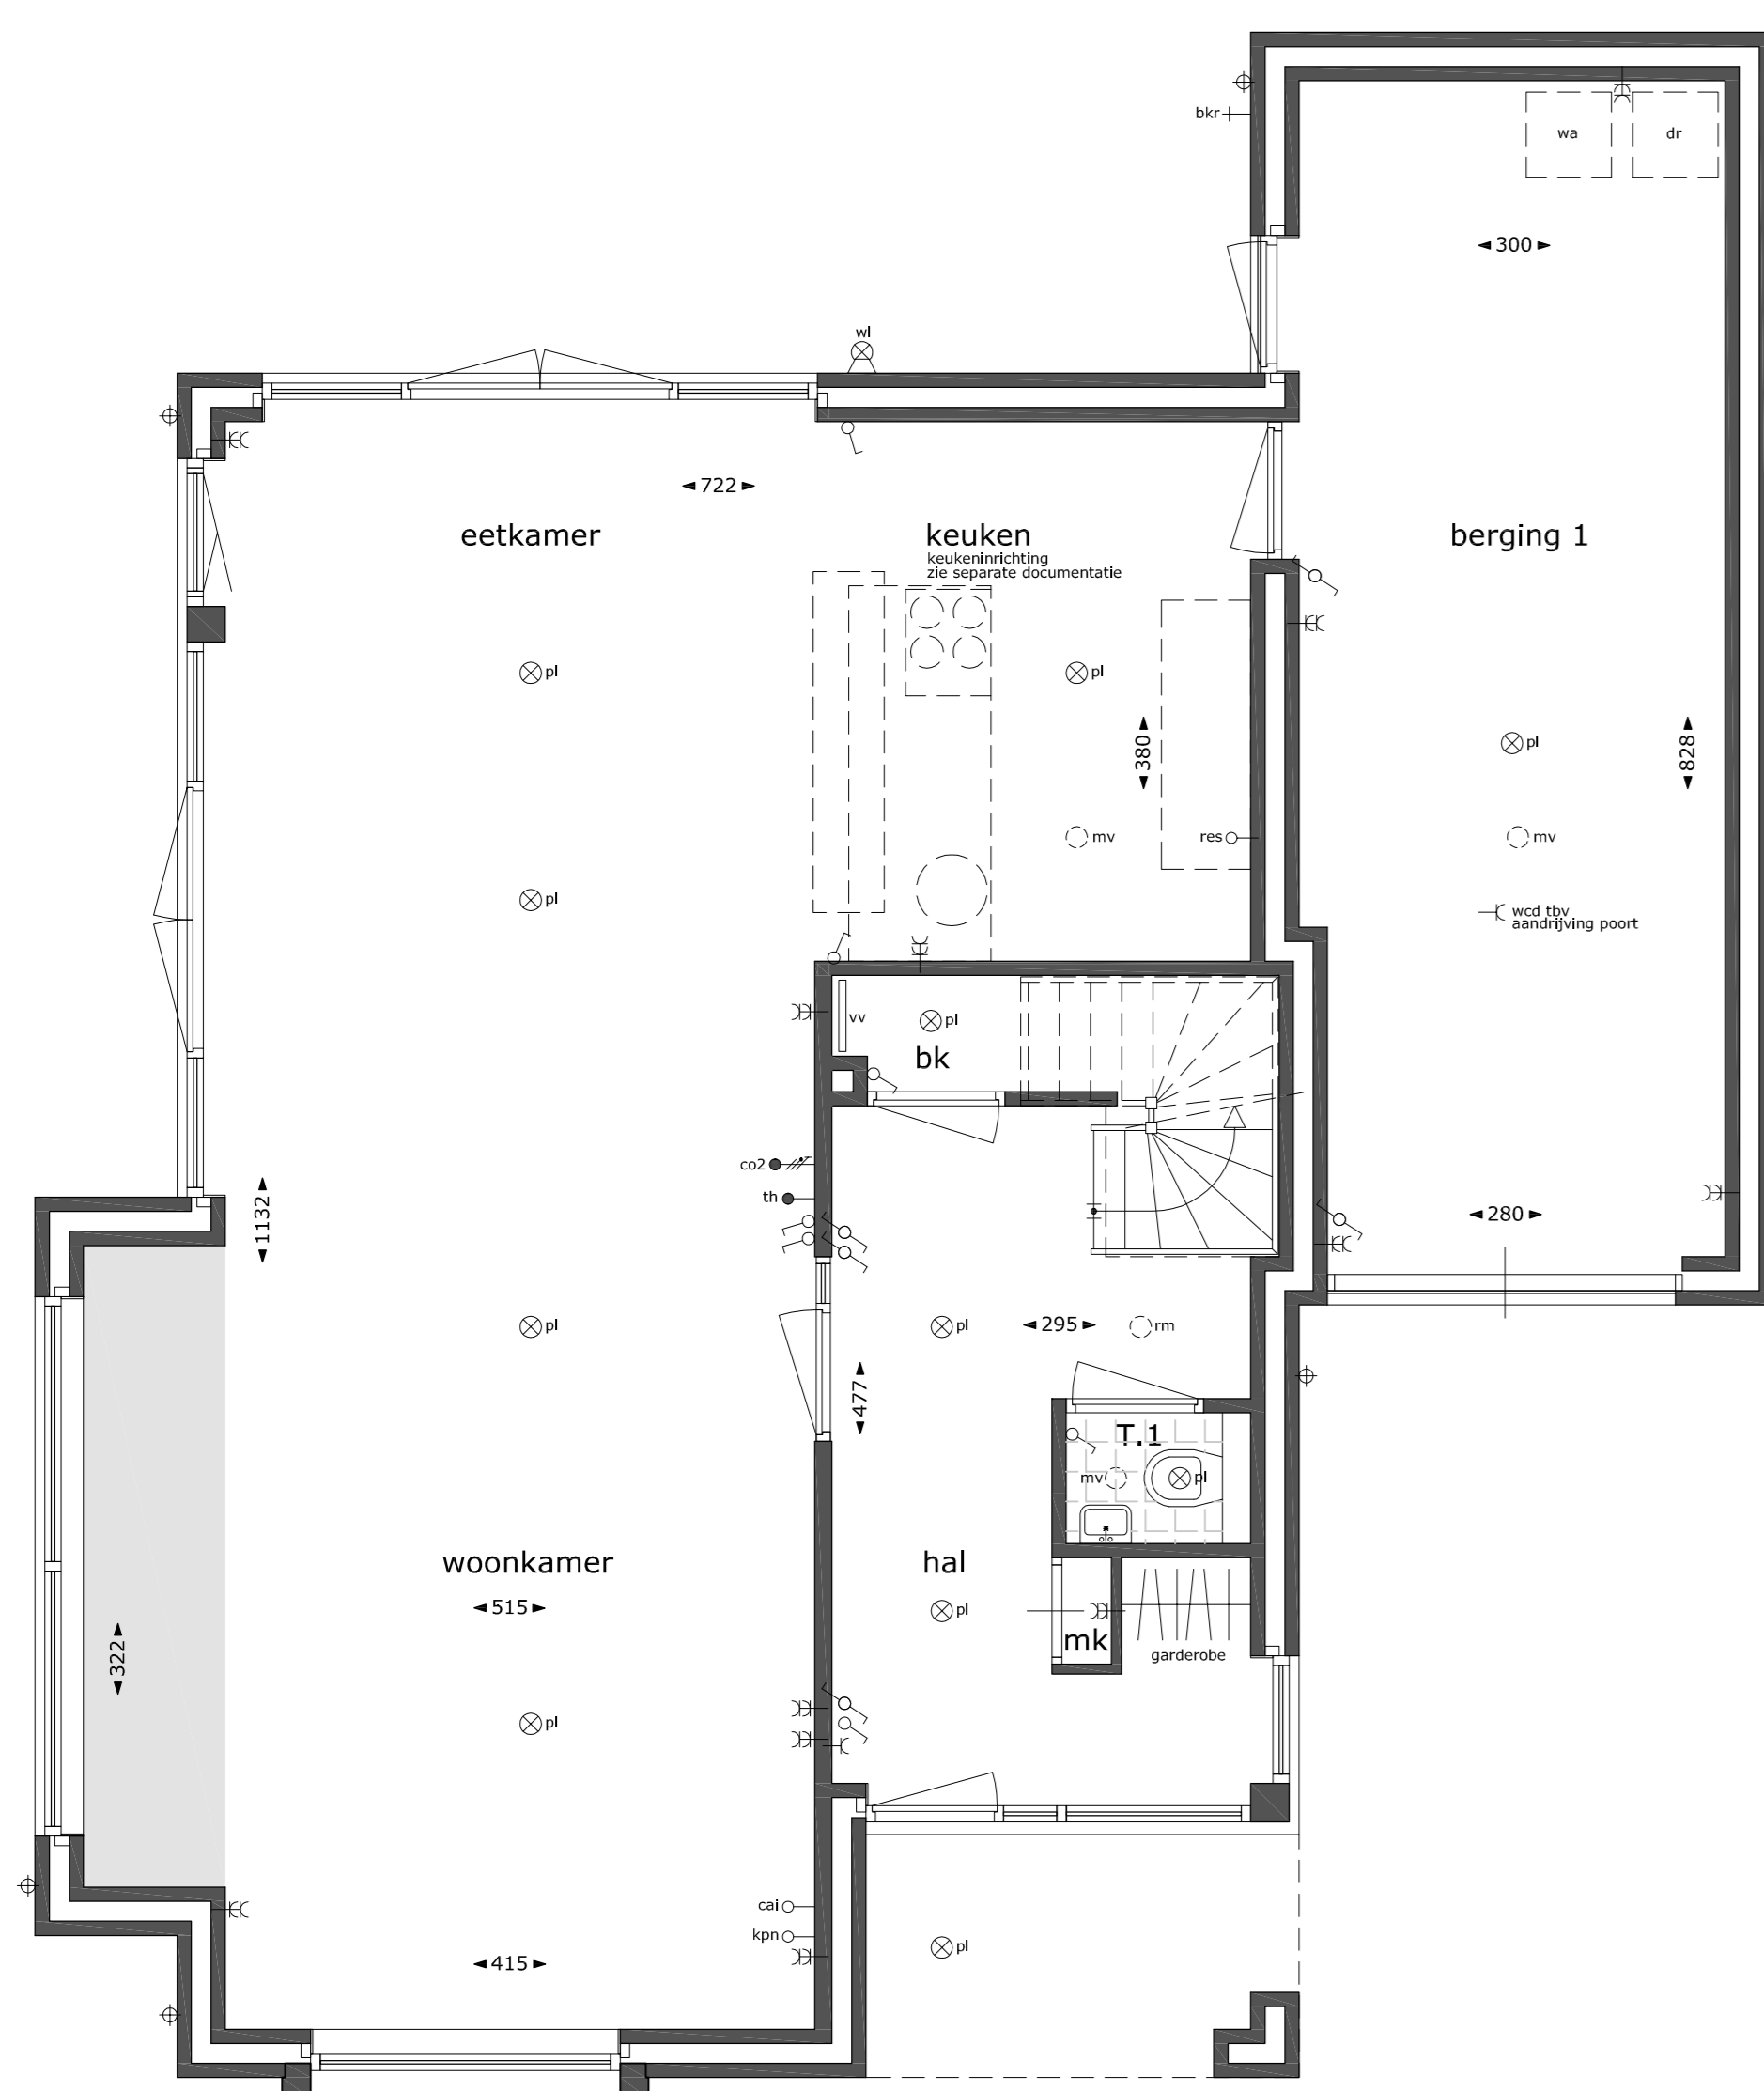 bkr
wa
dr
300
wl
722
eetkamer
keuken
berging 1
keukeninrichting
zie separate documentatie
pl
pl
380
828
pl
mv
res
mv
pl
wcd tbv
aandrijving poort
vv
pl
bk
co2
th
1132
280
pl
pl
295
rm
477
T.1
mv
pl
woonkamer
hal
515
pl
322
mk
garderobe
pl
cai
kpn
pl
415